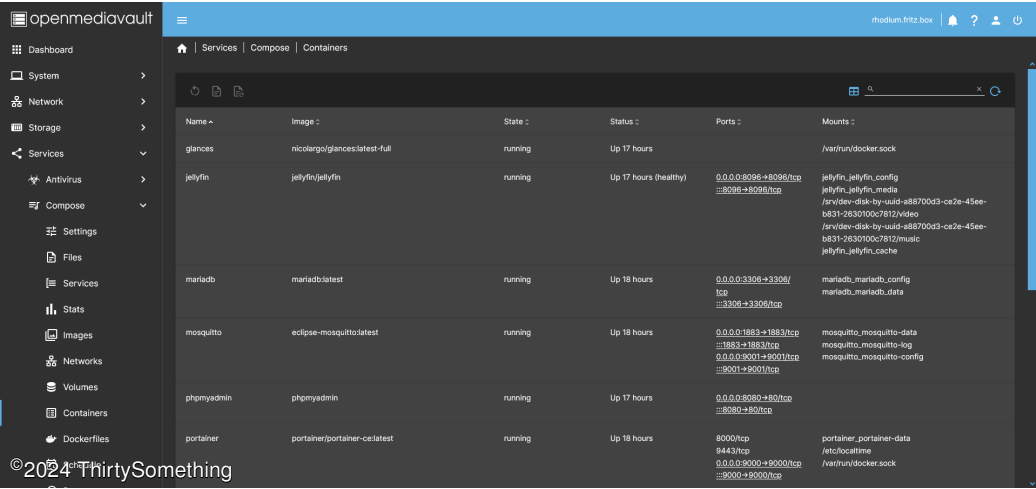 openmediavault
rhodium.fritz.box
Dashboard
System
Network
Storage
Services
Antivirus
Compose
Settings
Files
Services
Stats
Images
Networks
Volumes
Containers
Dockerfiles
Services | Compose | Containers
Name Image State Status Ports Mounts
glances nicolargo/glances:latest-full running Up 17 hours /var/run/docker.sock
jellyfin jellyfin/jellyfin running Up 17 hours (healthy) 0.0.0.0:8096→8096/tcp jellyfin_jellyfin_config
:::8096→8096/tcp jellyfin_jellyfin_media
/srv/dev-disk-by-uuid-a88700d3-ce2e-45ee-
b831-2630100c7812/video
/srv/dev-disk-by-uuid-a88700d3-ce2e-45ee-
b831-2630100c7812/music
jellyfin_jellyfin_cache
mariadb mariadb:latest running Up 18 hours 0.0.0.0:3306→3306/ mariadb_mariadb_config
tcp mariadb_mariadb_data
:::3306→3306/tcp
mosquitto eclipse-mosquitto:latest running Up 18 hours 0.0.0.0:1883→1883/tcp mosquitto_mosquitto-data
:::1883→1883/tcp mosquitto_mosquitto-log
0.0.0.0:9001→9001/tcp mosquitto_mosquitto-config
:::9001→9001/tcp
phpmyadmin phpmyadmin running Up 17 hours 0.0.0.0:8080→80/tcp
:::8080→80/tcp
portainer portainer/portainer-ce:latest running Up 18 hours 8000/tcp portainer_portainer-data
9443/tcp /etc/localtime
0.0.0.0:9000→9000/tcp /var/run/docker.sock
:::9000→9000/tcp
©2024 ThirtySomething